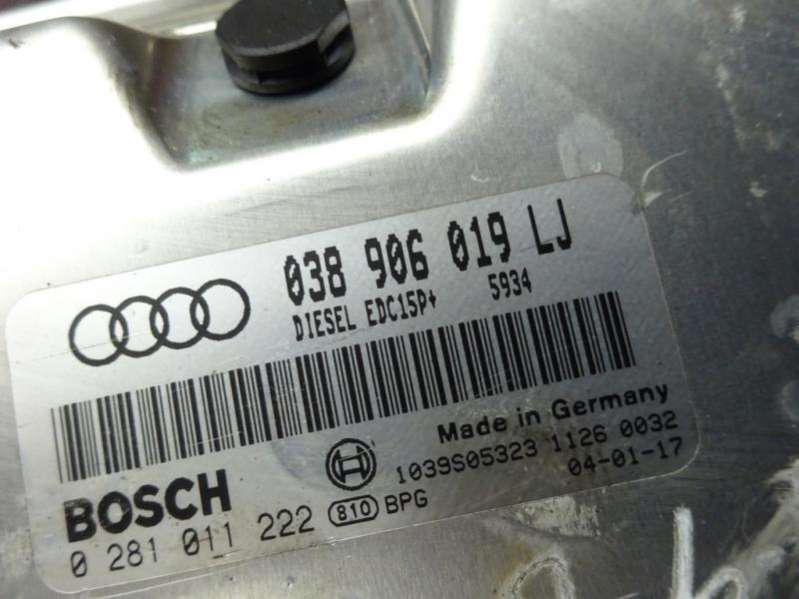 038 906 019 LJ
DIESEL EDC15P+ 5934
Made in Germany
BOSCH 1039S05323 1126 0032
0 281 011 222 810 BPG 04-01-17